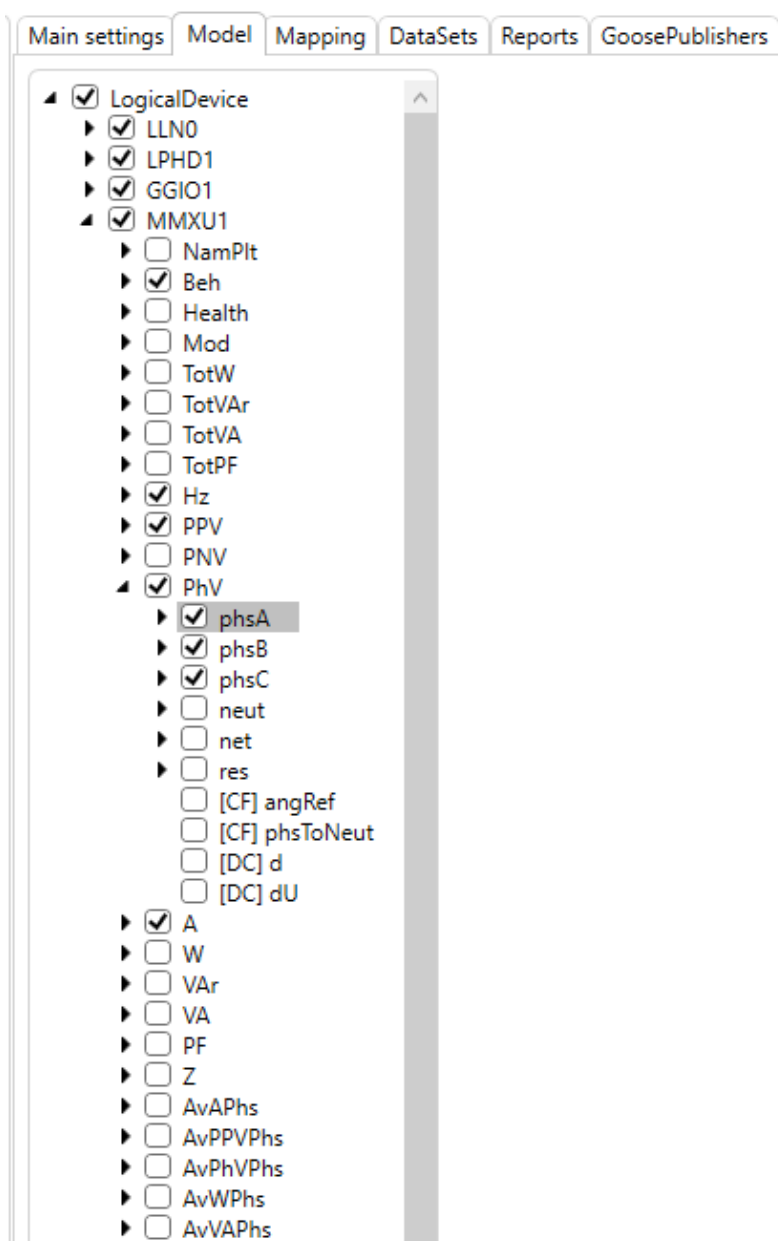 Main settings Model Mapping DataSets Reports GoosePublishers
LogicalDevice
LLN0
LPHD1
GGIO1
MMXU1
NamPlt
Beh
Health
Mod
TotW
TotVAr
TotVA
TotPF
Hz
PPV
PNV
PhV
phsA
phsB
phsC
neut
net
res
[CF] angRef
[CF] phsToNeut
[DC] d
[DC] dU
A
W
VAr
VA
PF
Z
AvAPhs
AvPPVPhs
AvPhVPhs
AvWPhs
AvVAPhs